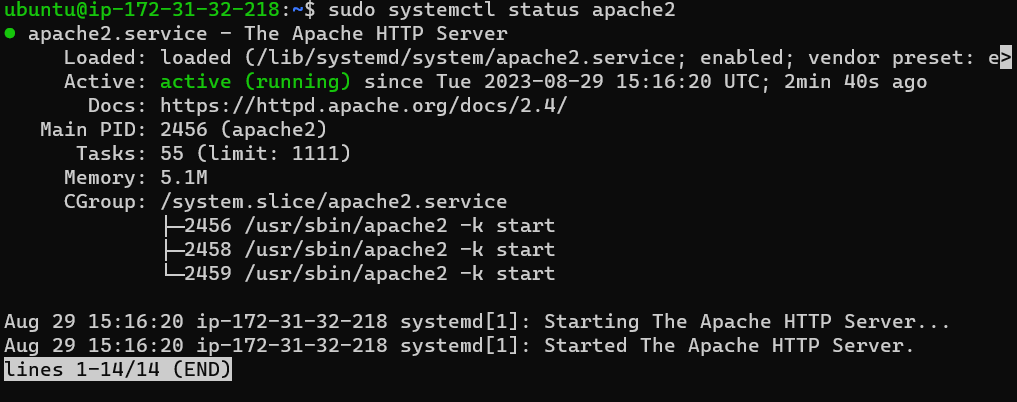 ubuntu@ip-172-31-32-218:~$ sudo systemctl status apache2
● apache2.service - The Apache HTTP Server
     Loaded: loaded (/lib/systemd/system/apache2.service; enabled; vendor preset: e>
     Active: active (running) since Tue 2023-08-29 15:16:20 UTC; 2min 40s ago
       Docs: https://httpd.apache.org/docs/2.4/
   Main PID: 2456 (apache2)
      Tasks: 55 (limit: 1111)
     Memory: 5.1M
     CGroup: /system.slice/apache2.service
             ├─2456 /usr/sbin/apache2 -k start
             ├─2458 /usr/sbin/apache2 -k start
             └─2459 /usr/sbin/apache2 -k start

Aug 29 15:16:20 ip-172-31-32-218 systemd[1]: Starting The Apache HTTP Server...
Aug 29 15:16:20 ip-172-31-32-218 systemd[1]: Started The Apache HTTP Server.
lines 1-14/14 (END)